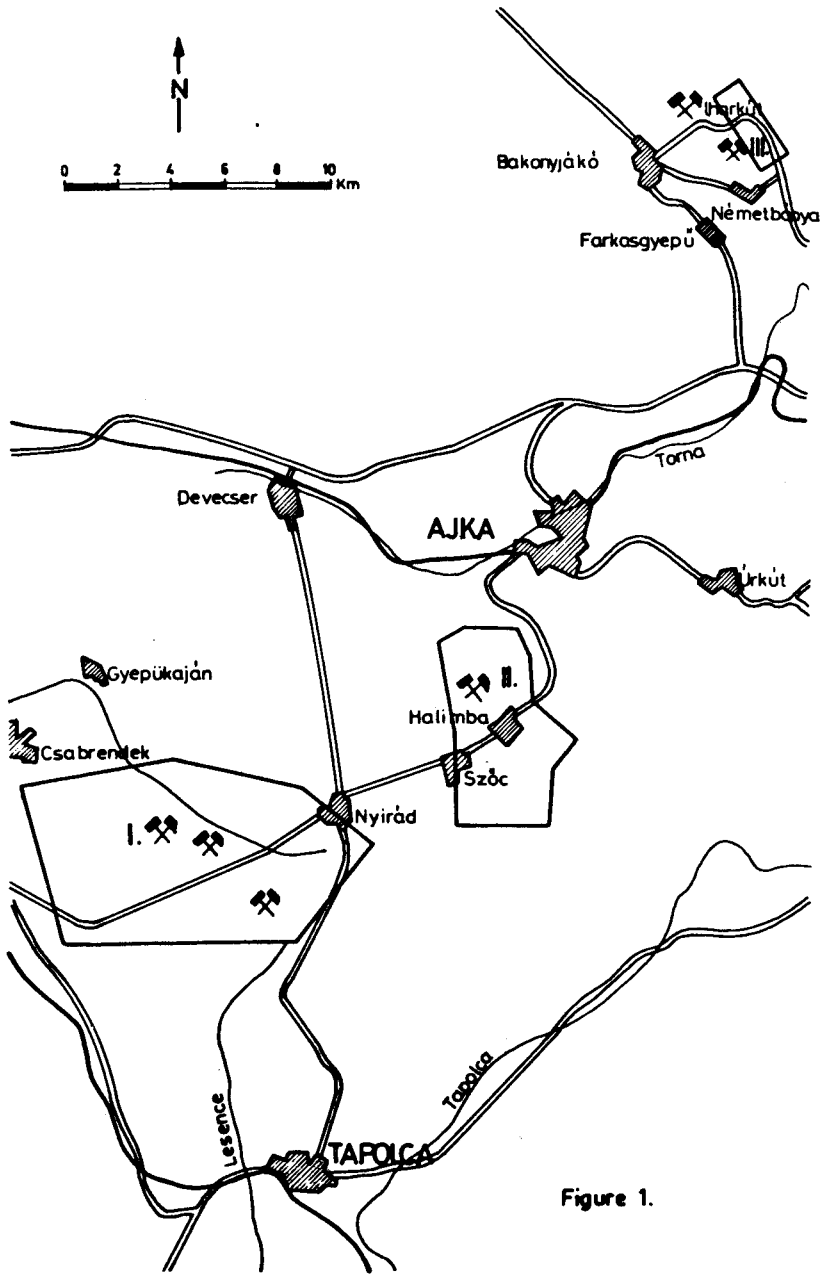 N
0 2 4 6 8 10
Km
Iharkút
III.
Bakonyjákó
Németbánya
Farkasgyepű
Torna
Devecser
AJKA
Úrkút
Gyepükaján
II.
Halimba
Csabrendek
Szőc
I.
Nyirád
Tapolca
Lesence
TAPOLCA
Figure 1.